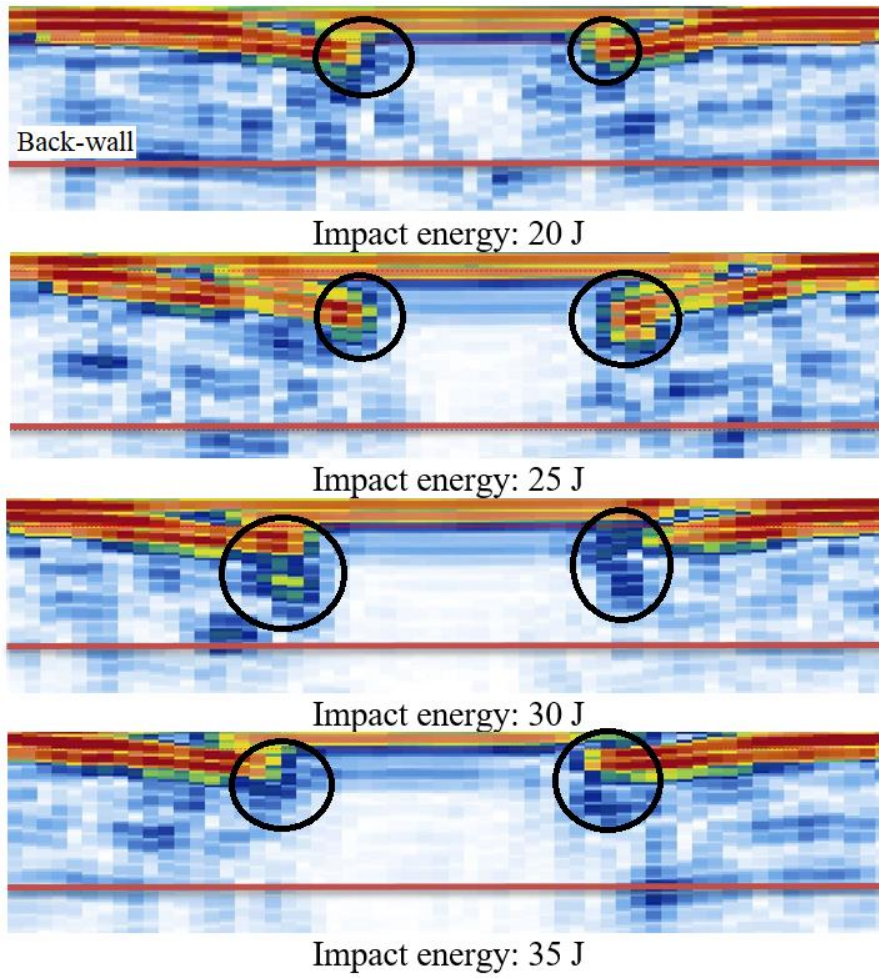 Back-wall
Impact energy: 20 J
Impact energy: 25 J
Impact energy: 30 J
Impact energy: 35 J